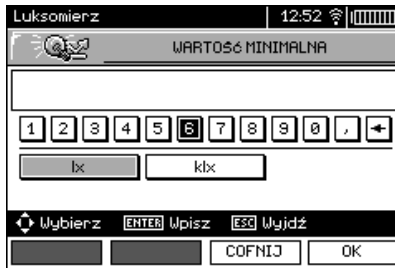 Luksomierz 12:52
WARTOŚĆ MINIMALNA
1 2 3 4 5 6 7 8 9 0 , ←
lx klx
Wybierz ENTER Wpisz ESC Wyjdź
COFNIJ OK